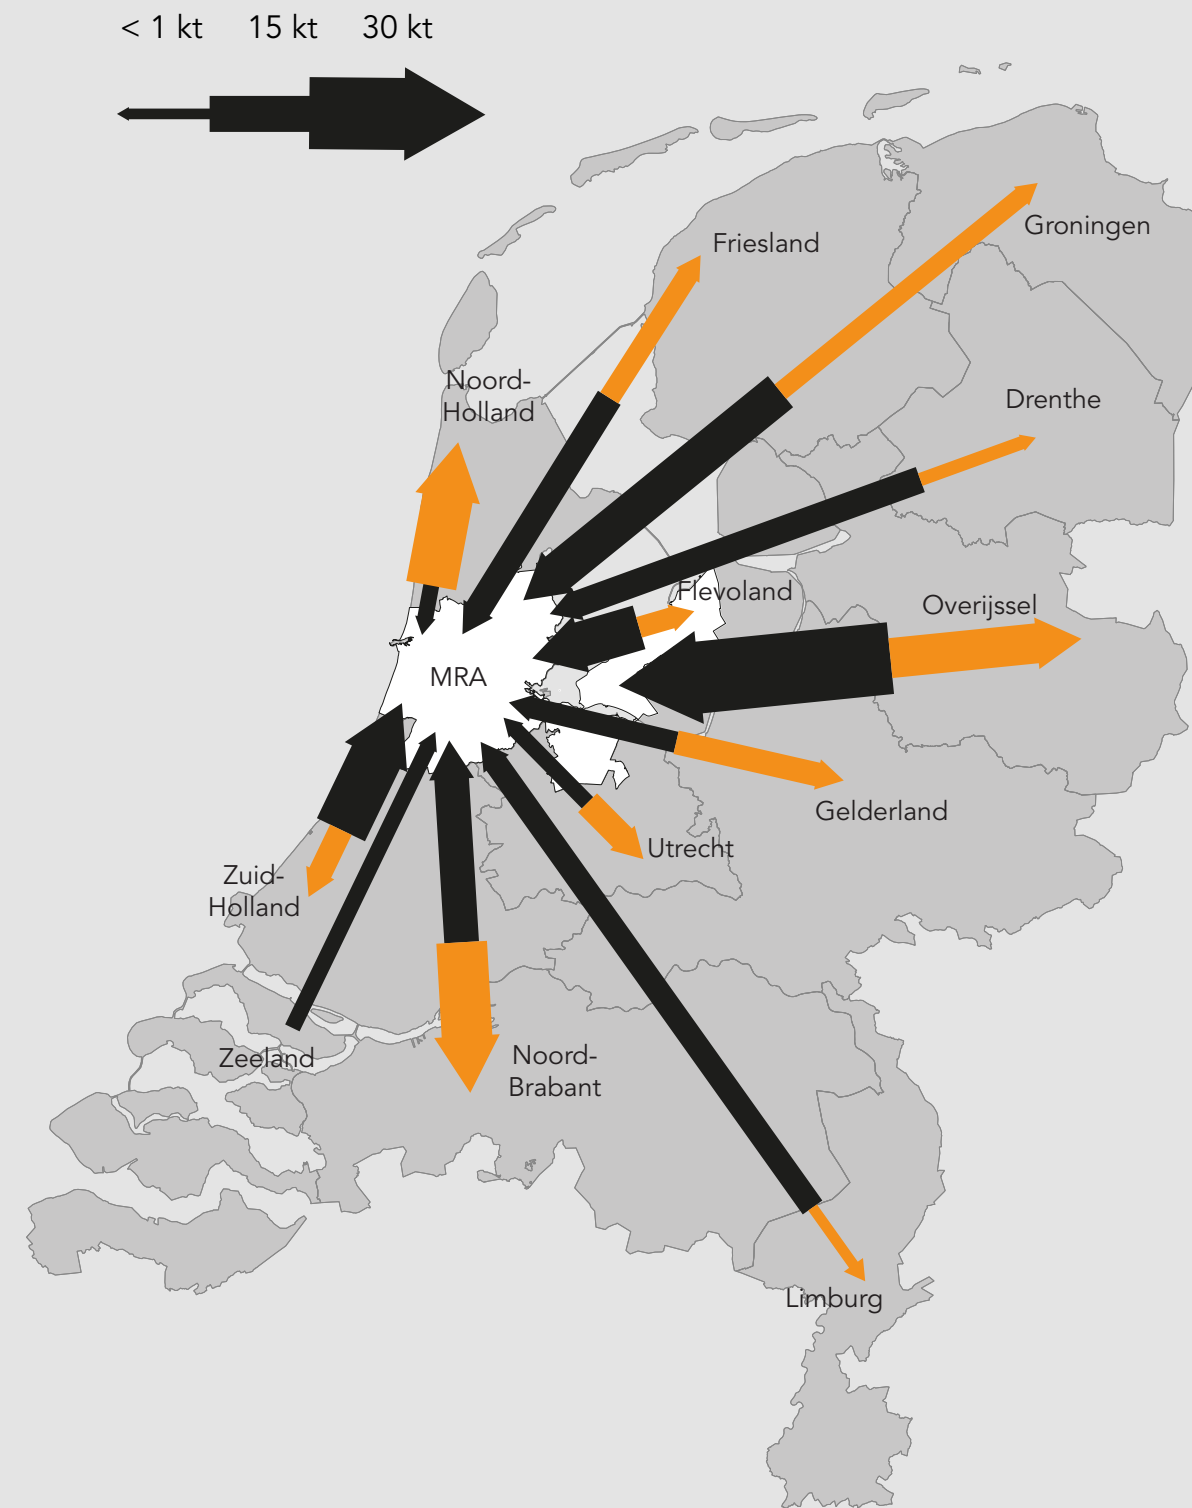 < 1 kt 15 kt 30 kt
Groningen
Friesland
Noord-
Holland
Drenthe
Flevoland
Overijssel
MRA
Gelderland
Utrecht
Zuid-
Holland
Zeeland
Noord-
Brabant
Limburg